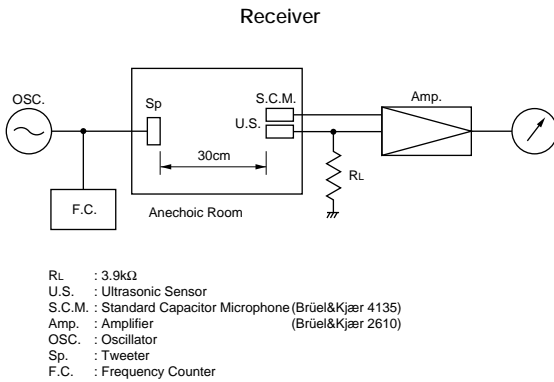 Receiver
OSC.
Sp
S.C.M.
U.S.
Amp.
30cm
RL
F.C.
Anechoic Room
RL : 3.9kΩ
U.S. : Ultrasonic Sensor
S.C.M. : Standard Capacitor Microphone (Brüel&Kjær 4135)
Amp. : Amplifier (Brüel&Kjær 2610)
OSC. : Oscillator
Sp. : Tweeter
F.C. : Frequency Counter